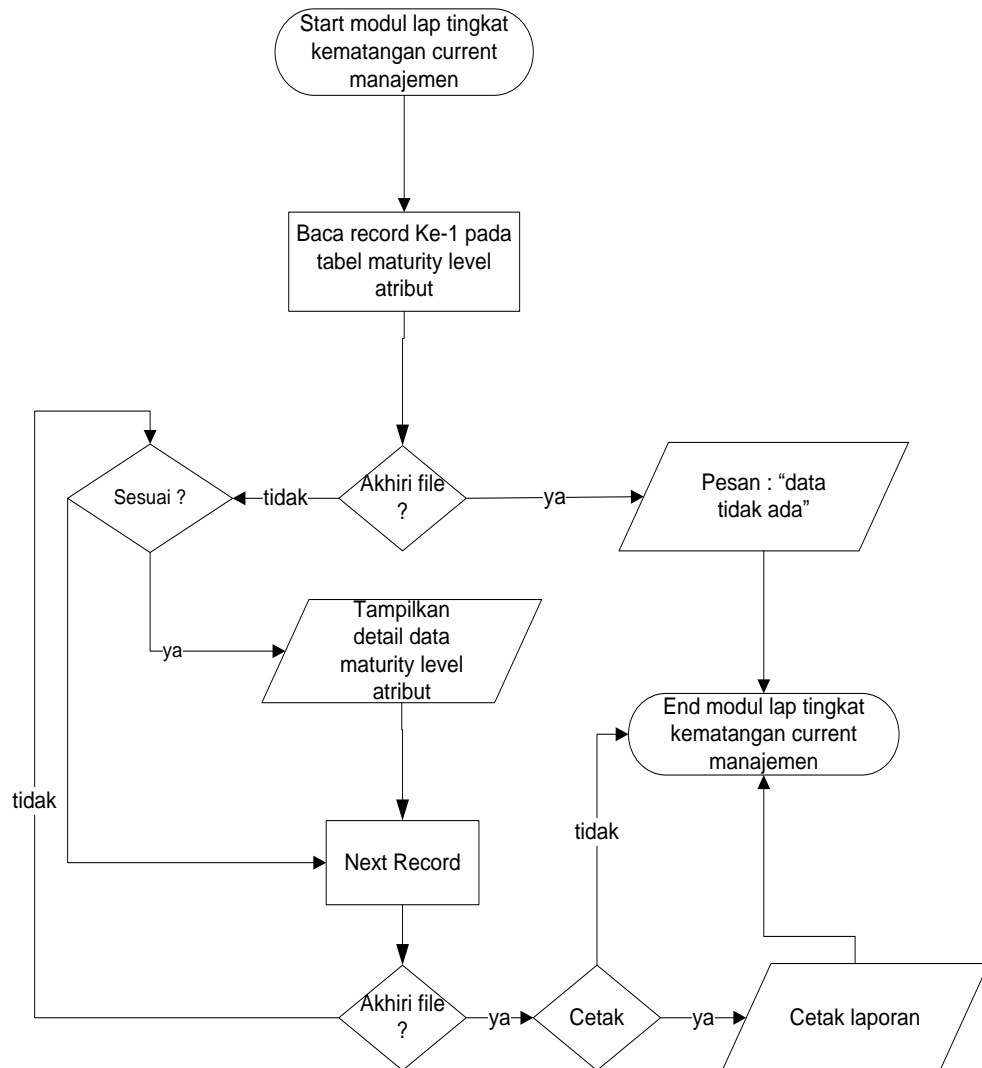 Start modul lap tingkat
kematangan current
manajemen
Baca record Ke-1 pada
tabel maturity level
atribut
Sesuai ?
tidak
Akhiri file
?
ya
Pesan : “data
tidak ada”
ya
Tampilkan
detail data
maturity level
atribut
End modul lap tingkat
kematangan current
manajemen
tidak
tidak
Next Record
Akhiri file
?
ya
Cetak
ya
Cetak laporan